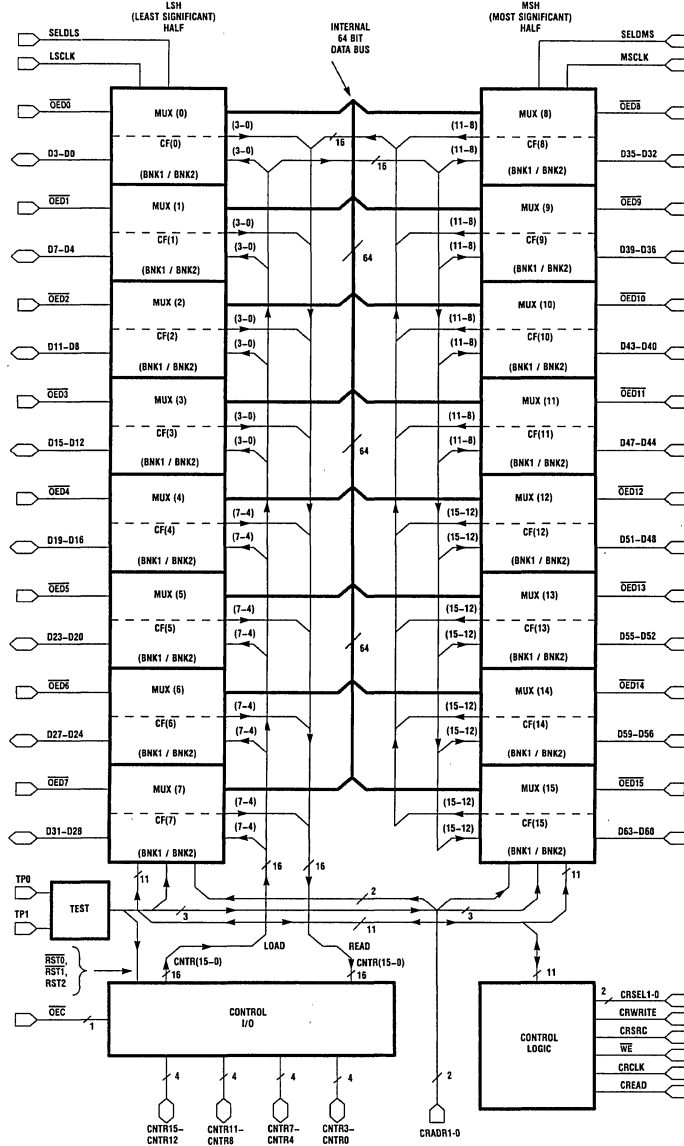 LSH
(LEAST SIGNIFICANT)
HALF
INTERNAL
64 BIT
DATA BUS
MSH
(MOST SIGNIFICANT)
HALF
SELDLS
LSCLK
SELDMS
MSCLK
OED0 MUX (0) MUX (8) OED8
(3-0) 16 (11-8)
CF(0) CF(8)
D3-D0 (3-0) 16 (11-8) D35-D32
(BNK1 / BNK2) (BNK1 / BNK2)
OED1 MUX (1) MUX (9) OED9
(3-0) (11-8)
CF(1) CF(9)
D7-D4 (3-0) 64 (11-8) D39-D36
(BNK1 / BNK2) (BNK1 / BNK2)
OED2 MUX (2) MUX (10) OED10
(3-0) (11-8)
CF(2) CF(10)
D11-D8 (3-0) (11-8) D43-D40
(BNK1 / BNK2) (BNK1 / BNK2)
OED3 MUX (3) MUX (11) OED11
(3-0) (11-8)
CF(3) CF(11)
D15-D12 (3-0) 64 (11-8) D47-D44
(BNK1 / BNK2) (BNK1 / BNK2)
OED4 MUX (4) MUX (12) OED12
(7-4) (15-12)
CF(4) CF(12)
D19-D16 (7-4) (15-12) D51-D48
(BNK1 / BNK2) (BNK1 / BNK2)
OED5 MUX (5) MUX (13) OED13
(7-4) (15-12)
CF(5) CF(13)
D23-D20 (7-4) 64 (15-12) D55-D52
(BNK1 / BNK2) (BNK1 / BNK2)
OED6 MUX (6) MUX (14) OED14
(7-4) (15-12)
CF(6) CF(14)
D27-D24 (7-4) (15-12) D59-D56
(BNK1 / BNK2) (BNK1 / BNK2)
OED7 MUX (7) MUX (15) OED15
(7-4) (15-12)
CF(7) CF(15)
D31-D28 (7-4) (15-12) D63-D60
(BNK1 / BNK2) (BNK1 / BNK2)
11 16 16 11
TP0 2
TEST 3 3
TP1 11
LOAD READ
RST0,
RST1,
RST2
CNTR(15-0) CNTR(15-0)
16 16 11
OEC 1
CONTROL
I/O
CONTROL
LOGIC
2 CRSEL1-0
CRWRITE
CRSRC
WE
CRCLK
CREAD
4 4 4 4 2
CNTR15-
CNTR12
CNTR11-
CNTR8
CNTR7-
CNTR4
CNTR3-
CNTR0
CRADR1-0